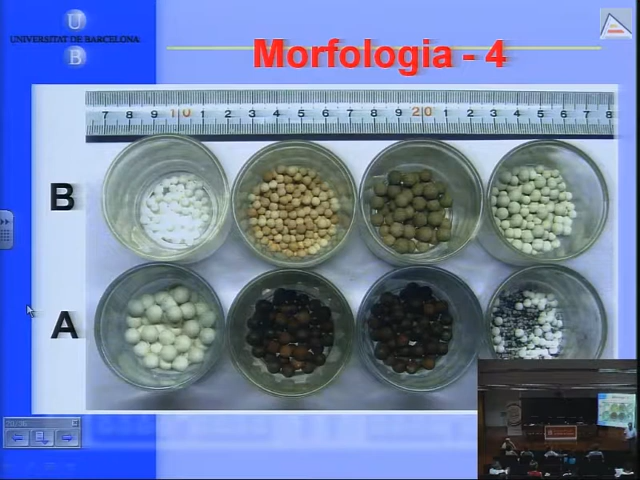 U
UNIVERSITAT DE BARCELONA
B
Morfologia - 4
7 8 9 10 1 2 3 4 5 6 7 8 9 20 1 2 3 4 5 6 7 8
B
A